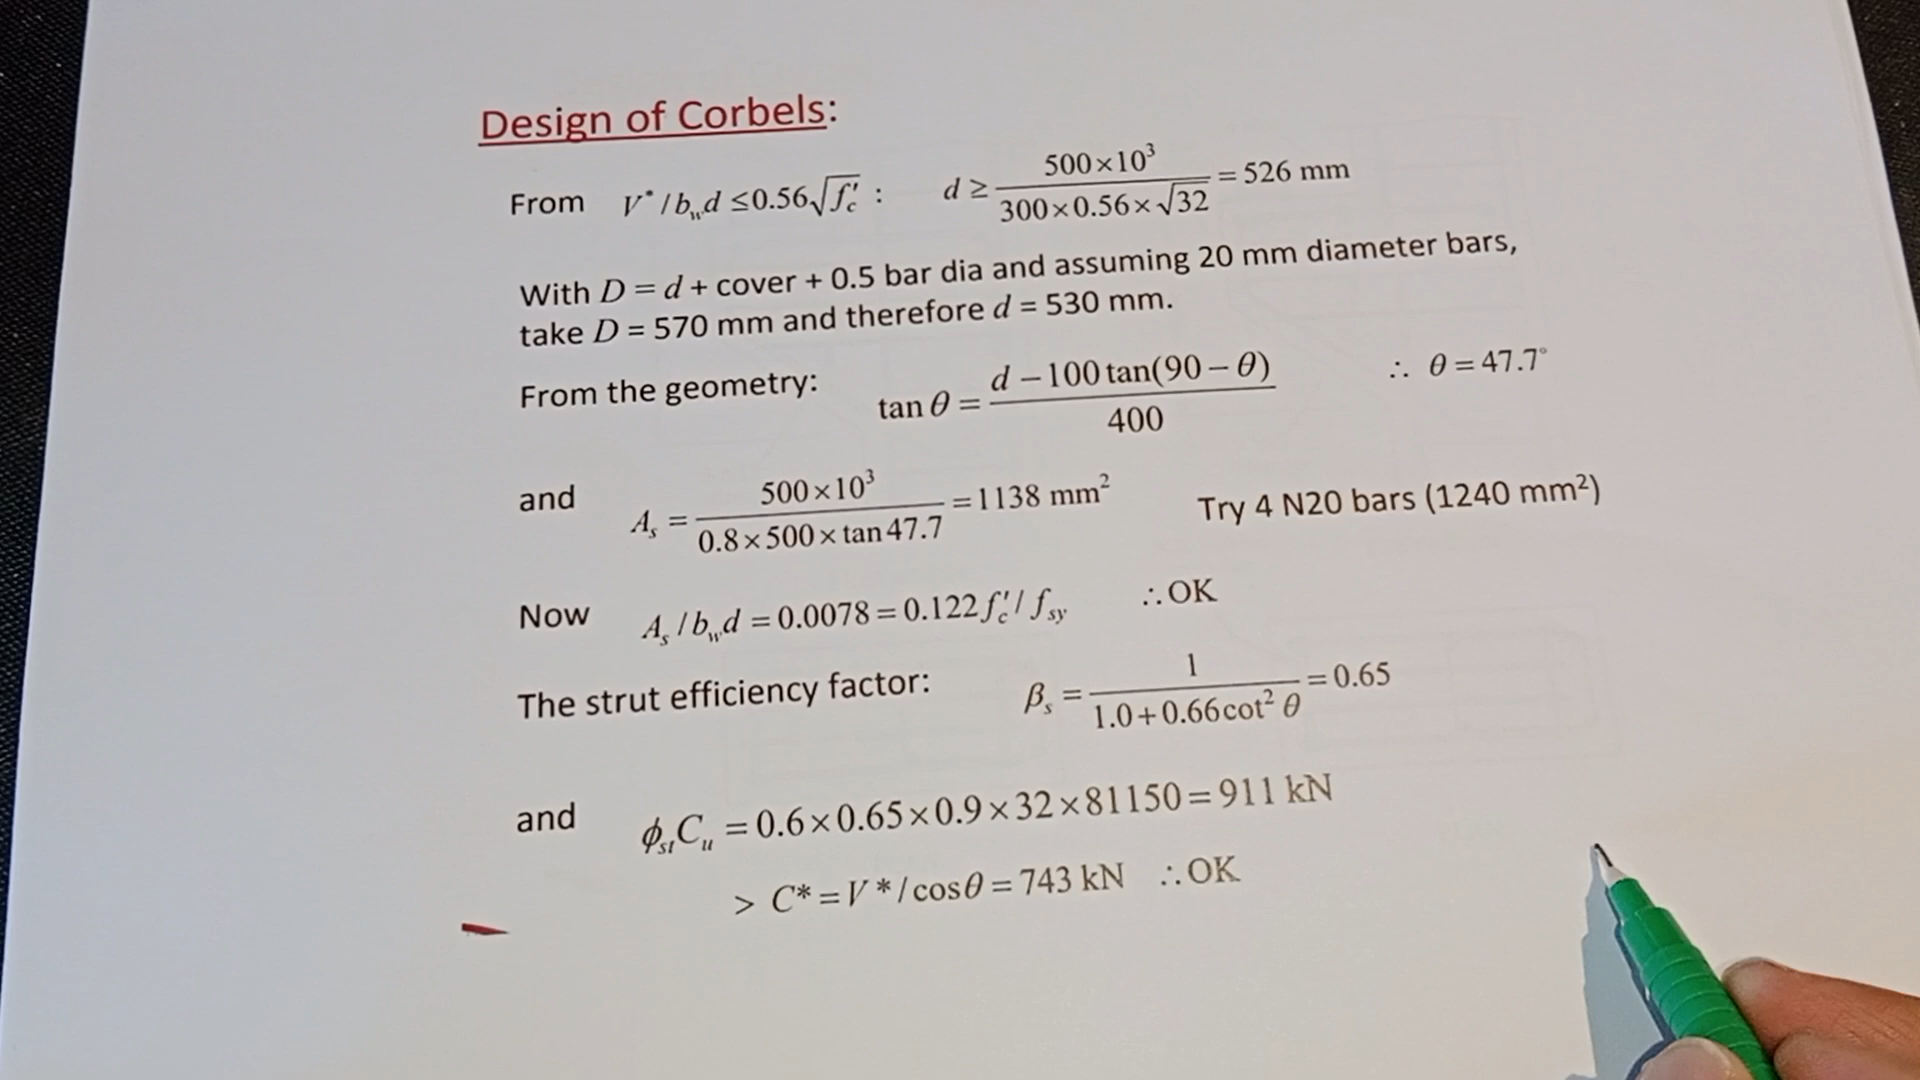 Design of Corbels:
From V*/b_w d ≤0.56√f'_c : d ≥ (500×10³)/(300×0.56×√32) = 526 mm
With D = d + cover + 0.5 bar dia and assuming 20 mm diameter bars,
take D = 570 mm and therefore d = 530 mm.
From the geometry: tan θ = (d − 100 tan(90 − θ))/400 ∴ θ = 47.7°
and A_s = (500×10³)/(0.8×500×tan 47.7) = 1138 mm² Try 4 N20 bars (1240 mm²)
Now A_s / b_w d = 0.0078 = 0.122 f'_c / f_sy ∴ OK
The strut efficiency factor: β_s = 1/(1.0+0.66cot² θ) = 0.65
and ϕ_st C_u = 0.6×0.65×0.9×32×81150 = 911 kN
> C* = V*/cosθ = 743 kN ∴ OK